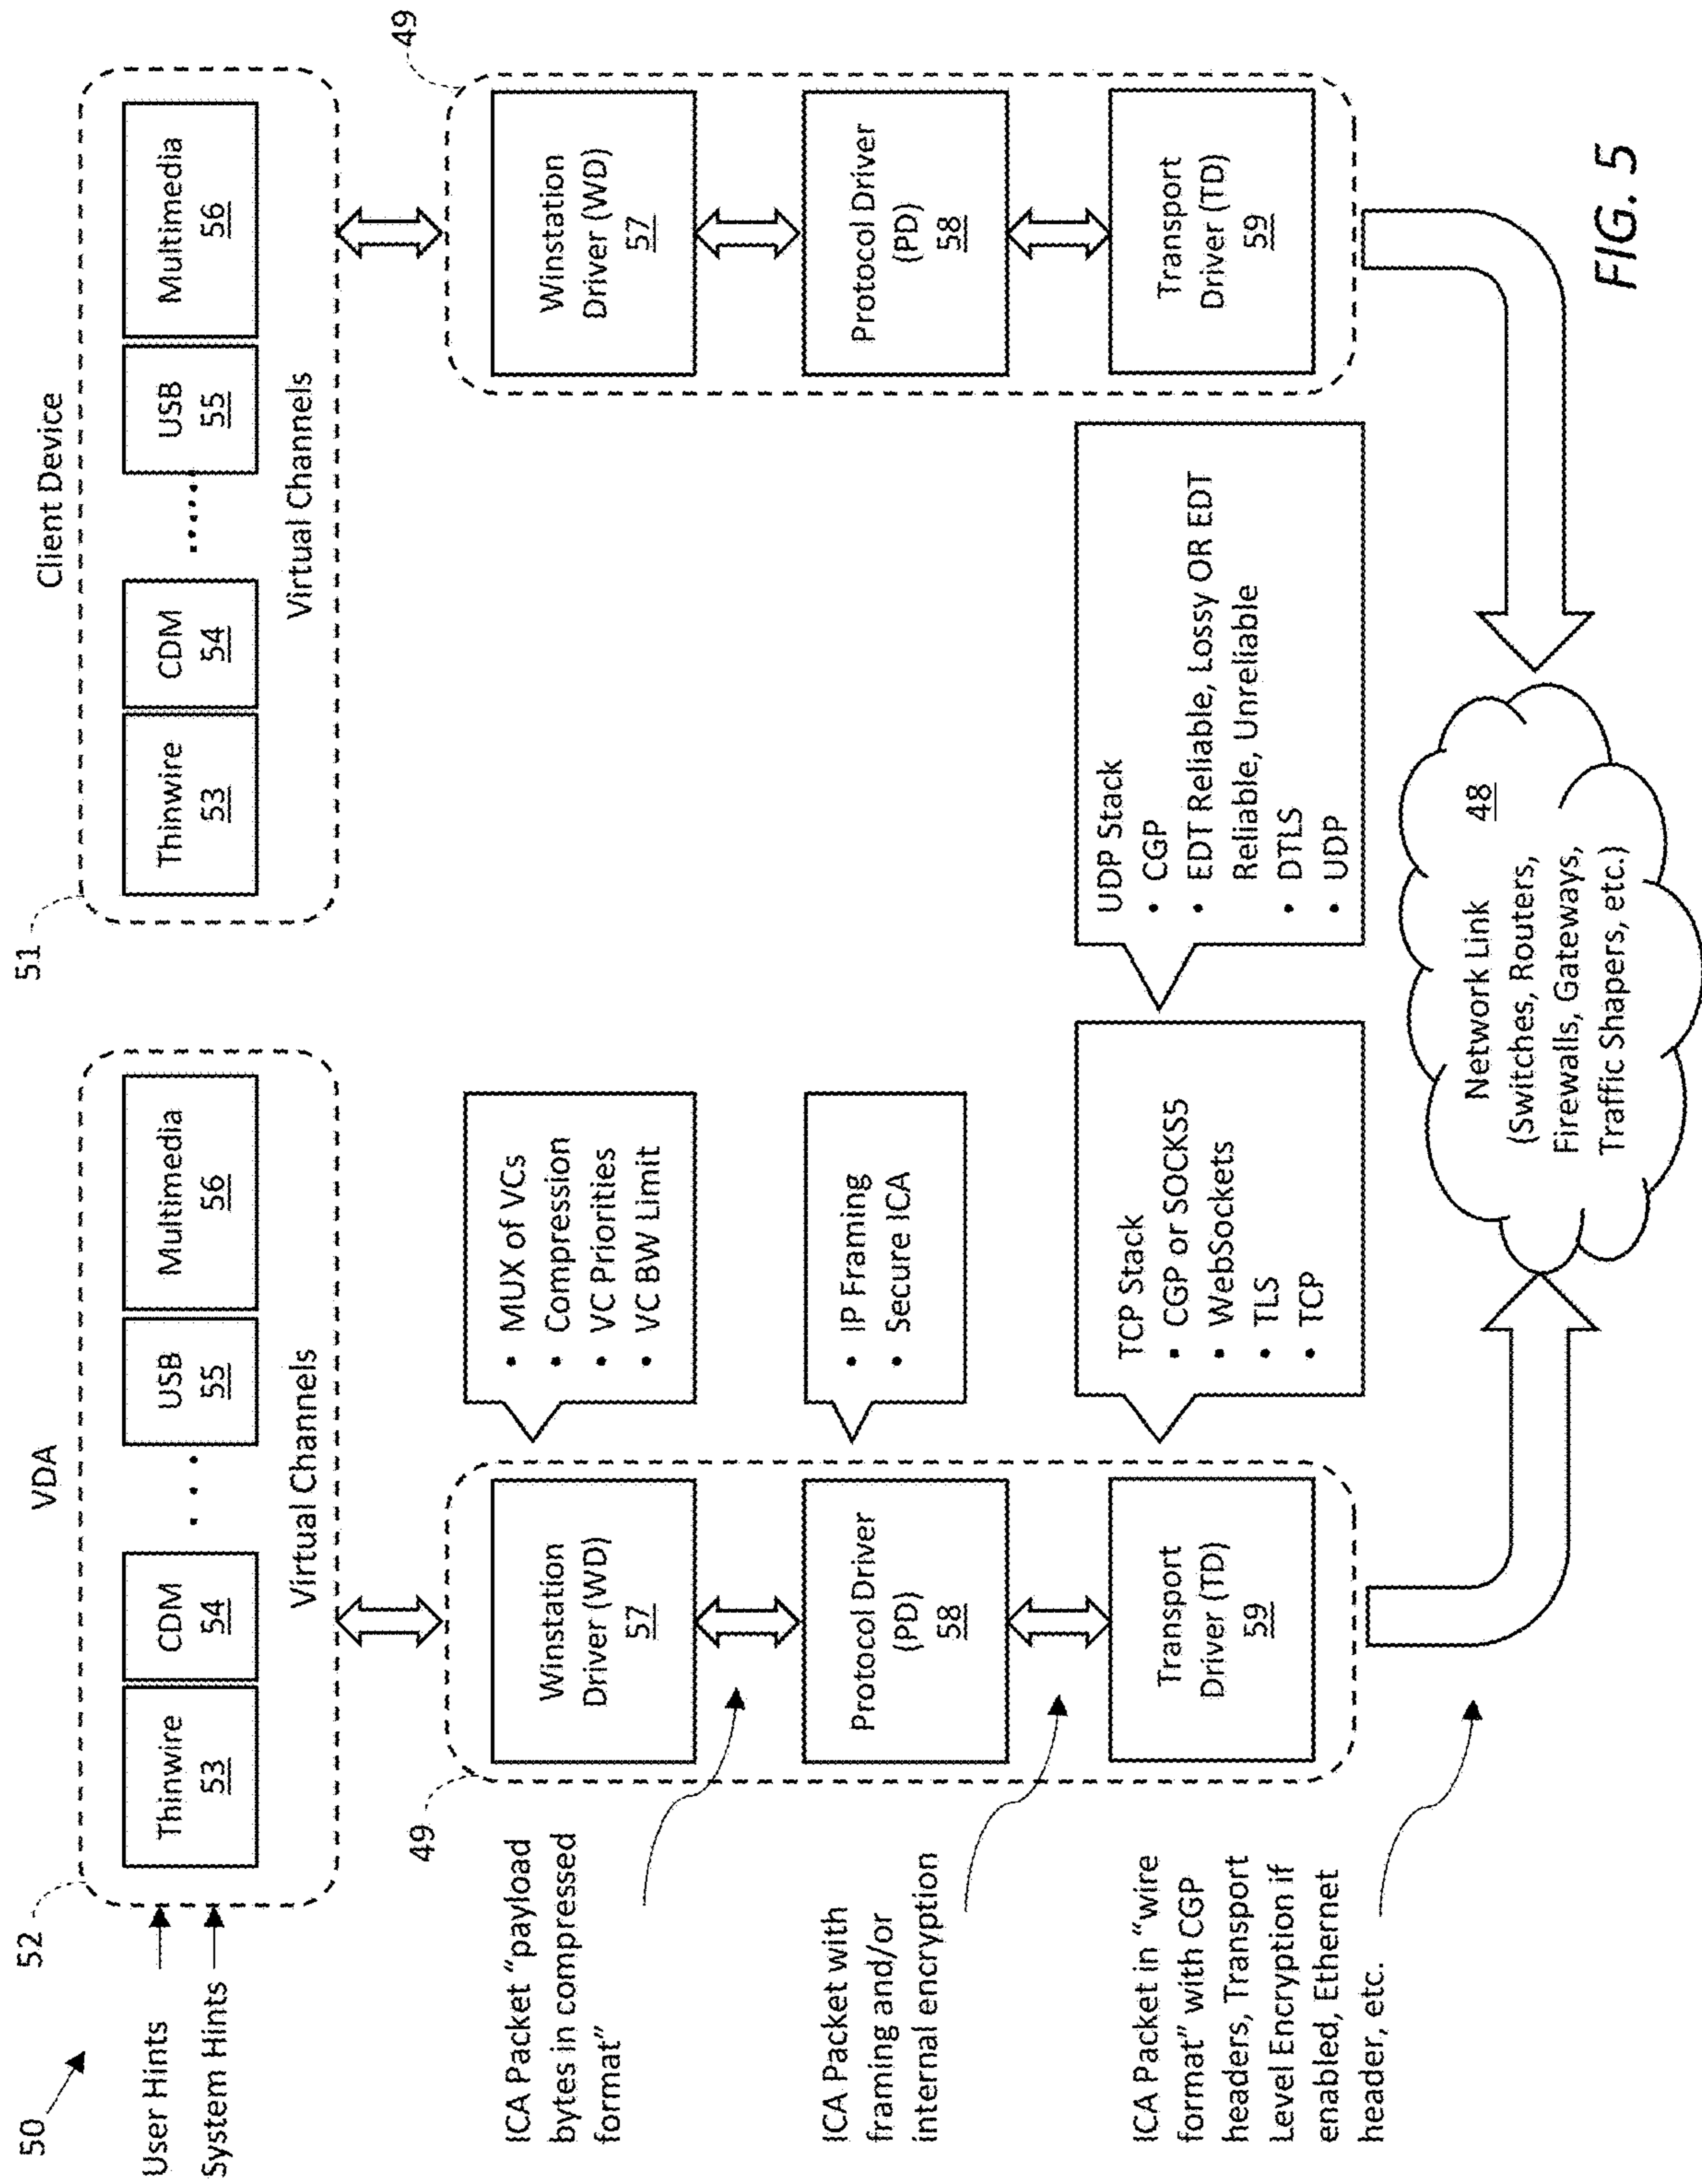 50
User Hints
System Hints
52
VDA
Thinwire
53
CDM
54
USB
55
Multimedia
56
Virtual Channels
51
Client Device
Thinwire
53
CDM
54
USB
55
Multimedia
56
Virtual Channels
49
Winstation
Driver (WD)
57
Protocol Driver
(PD)
58
Transport
Driver (TD)
59
ICA Packet “payload
bytes in compressed
format”
ICA Packet with
framing and/or
internal encryption
ICA Packet in “wire
format” with CGP
headers, Transport
Level Encryption if
enabled, Ethernet
header, etc.
• MUX of VCs
• Compression
• VC Priorities
• VC BW Limit
• IP Framing
• Secure ICA
TCP Stack
• CGP or SOCKS5
• WebSockets
• TLS
• TCP
UDP Stack
• CGP
• EDT Reliable, Lossy OR EDT
Reliable, Unreliable
• DTLS
• UDP
49
Winstation
Driver (WD)
57
Protocol Driver
(PD)
58
Transport
Driver (TD)
59
Network Link
48
(Switches, Routers,
Firewalls, Gateways,
Traffic Shapers, etc.)
FIG. 5